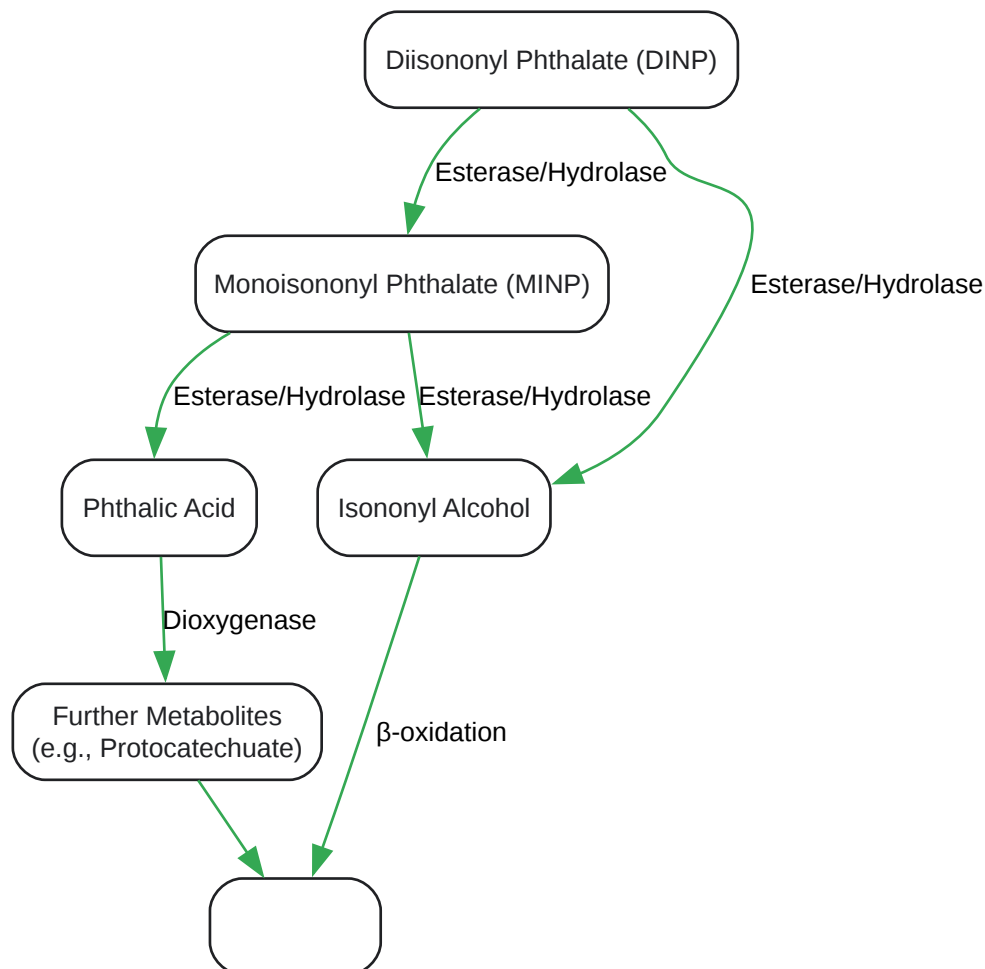 Diisononyl Phthalate (DINP)
Esterase/Hydrolase
Monoisononyl Phthalate (MINP)
Esterase/Hydrolase
Esterase/Hydrolase
Esterase/Hydrolase
Phthalic Acid
Isononyl Alcohol
Dioxygenase
Further Metabolites
(e.g., Protocatechuate)
β-oxidation